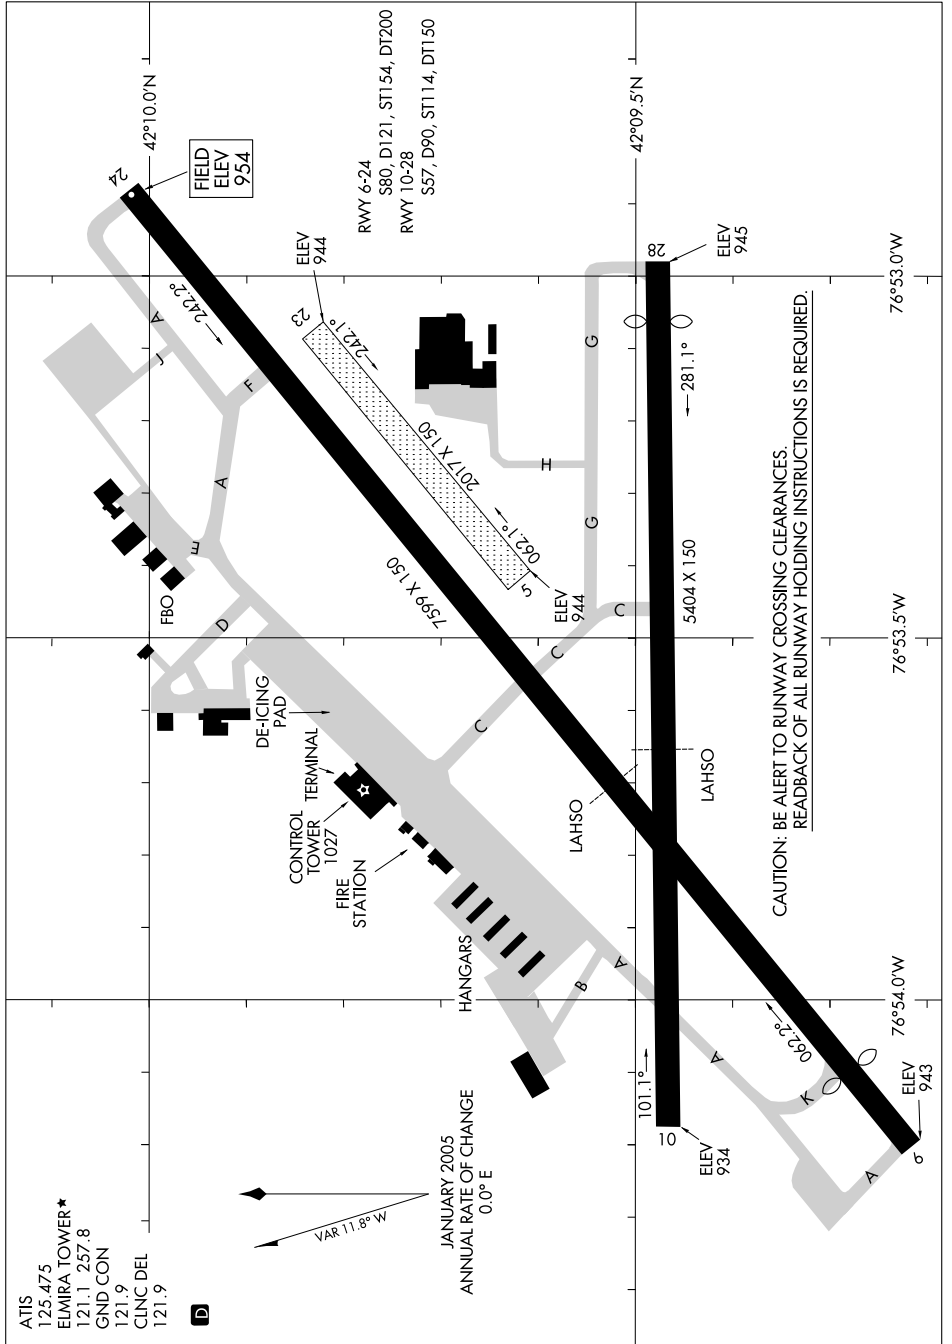 ATIS
125.475
ELMIRA TOWER★
121.1 257.8
GND CON
121.9
CLNC DEL
121.9
D
VAR 11.8° W
JANUARY 2005
ANNUAL RATE OF CHANGE
0.0° E
42°10.0'N
42°09.5'N
76°53.0'W
76°53.5'W
76°54.0'W
24
FIELD
ELEV
954
RWY 6-24
S80, D121, ST154, DT200
RWY 10-28
S57, D90, ST114, DT150
242.2°
A
J
F
ELEV
944
23
242.1°
2017 X 150
062.1°
5
ELEV
944
A
E
FBO
D
DE-ICING
PAD
TERMINAL
CONTROL
TOWER
1027
FIRE
STATION
HANGARS
7599 X 150
H
G
G
C
C
C
28
ELEV
945
281.1°
5404 X 150
LAHSO
LAHSO
B
A
A
101.1°
10
ELEV
934
062.2°
K
A
6
ELEV
943
CAUTION: BE ALERT TO RUNWAY CROSSING CLEARANCES.
READBACK OF ALL RUNWAY HOLDING INSTRUCTIONS IS REQUIRED.